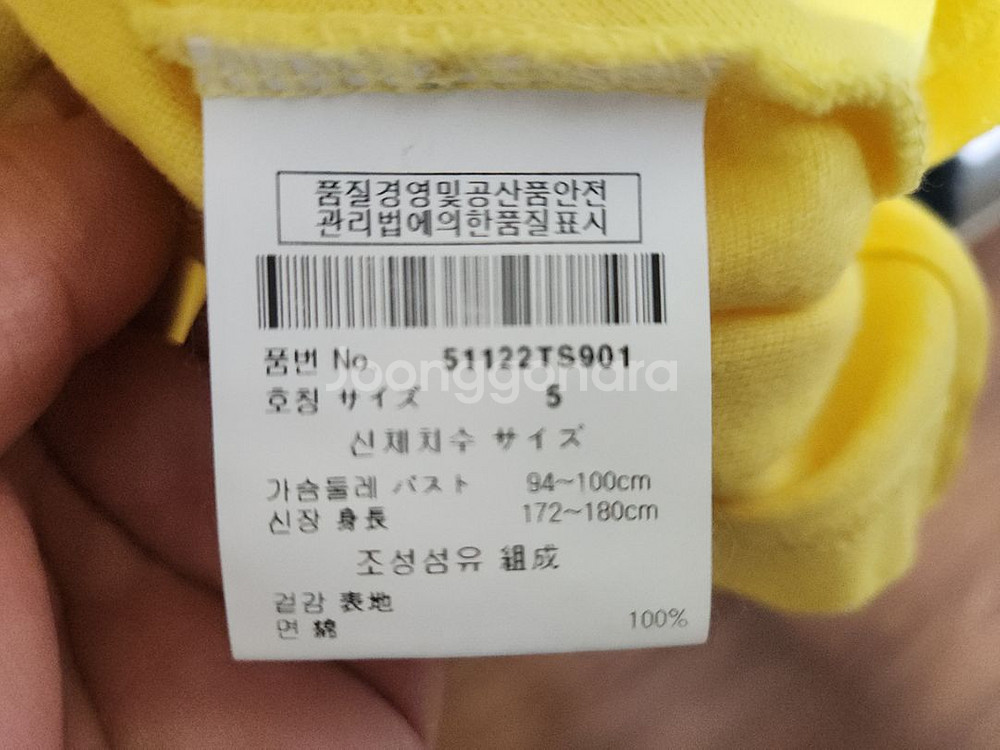 품질경영및공산품안전
관리법에의한품질표시
품번 No 51122TS901
Joonggonara
호칭 サイズ 5
신체치수 サイズ
가슴둘레 バスト 94~100cm
신장 身長 172~180cm
조성섬유 組成
겉감 表地
면 綿 100%